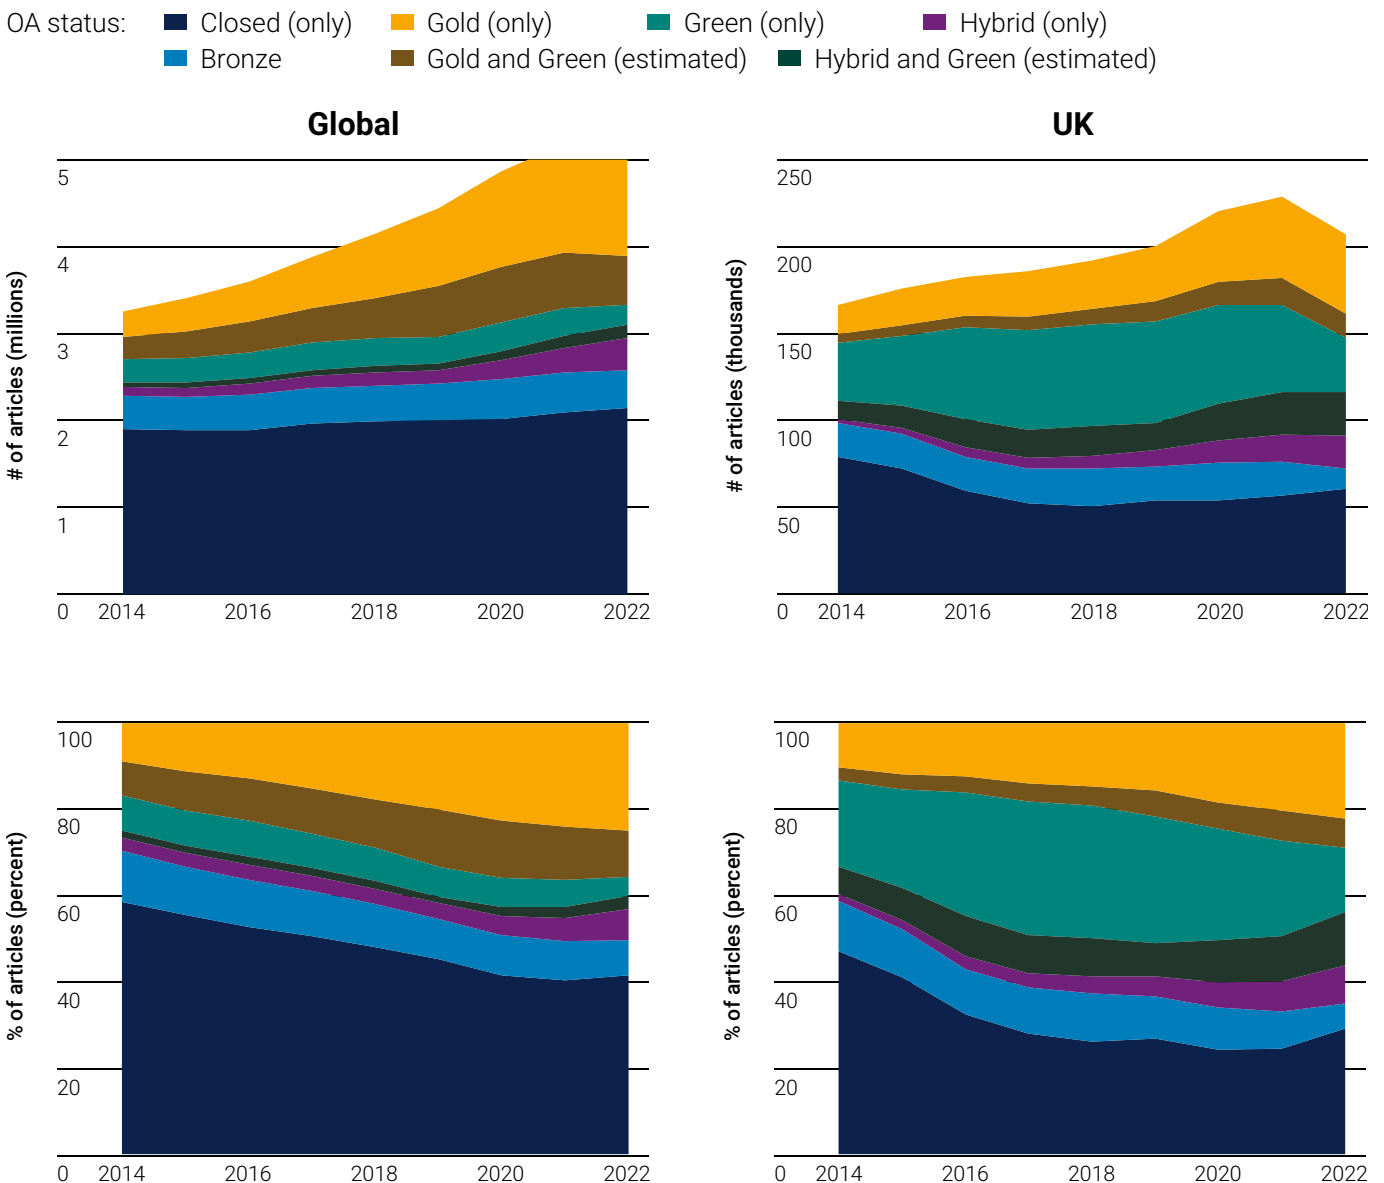 OA status: Closed (only) Gold (only) Green (only) Hybrid (only)
Bronze Gold and Green (estimated) Hybrid and Green (estimated)
Global
# of articles (millions)
5
4
3
2
1
0 2014 2016 2018 2020 2022
UK
# of articles (thousands)
250
200
150
100
50
0 2014 2016 2018 2020 2022
% of articles (percent)
100
80
60
40
20
0 2014 2016 2018 2020 2022
% of articles (percent)
100
80
60
40
20
0 2014 2016 2018 2020 2022